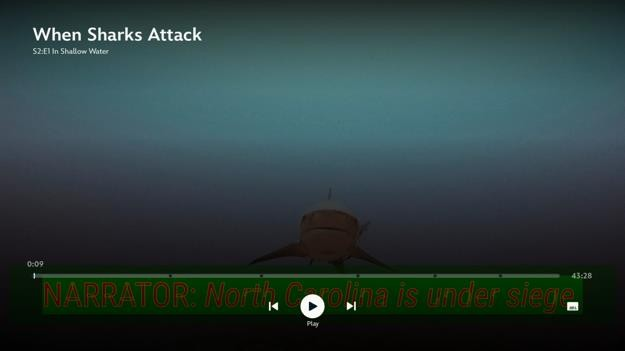 When Sharks Attack
S2:E1 In Shallow Water
0:09
43:28
NARRATOR: North Carolina is under siege
Play